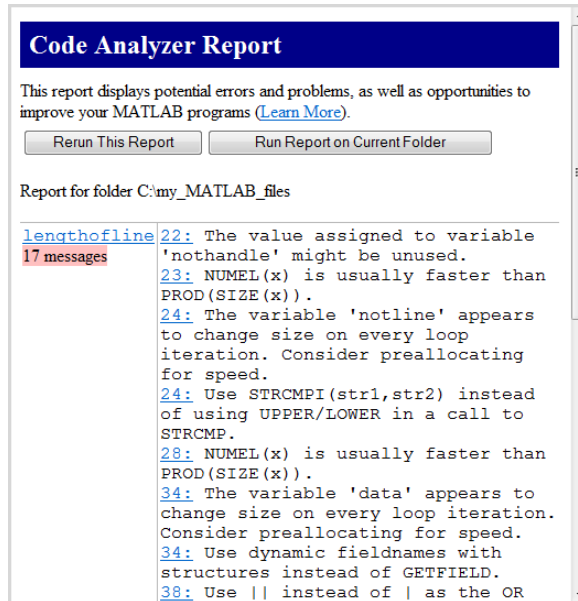 Code Analyzer Report
This report displays potential errors and problems, as well as opportunities to
improve your MATLAB programs (Learn More).
Rerun This Report
Run Report on Current Folder
Report for folder C:\my_MATLAB_files
lengthofline
17 messages
22: The value assigned to variable
'nothandle' might be unused.
23: NUMEL(x) is usually faster than
PROD(SIZE(x)).
24: The variable 'notline' appears
to change size on every loop
iteration. Consider preallocating
for speed.
24: Use STRCMPI(str1,str2) instead
of using UPPER/LOWER in a call to
STRCMP.
28: NUMEL(x) is usually faster than
PROD(SIZE(x)).
34: The variable 'data' appears to
change size on every loop iteration.
Consider preallocating for speed.
34: Use dynamic fieldnames with
structures instead of GETFIELD.
38: Use || instead of | as the OR